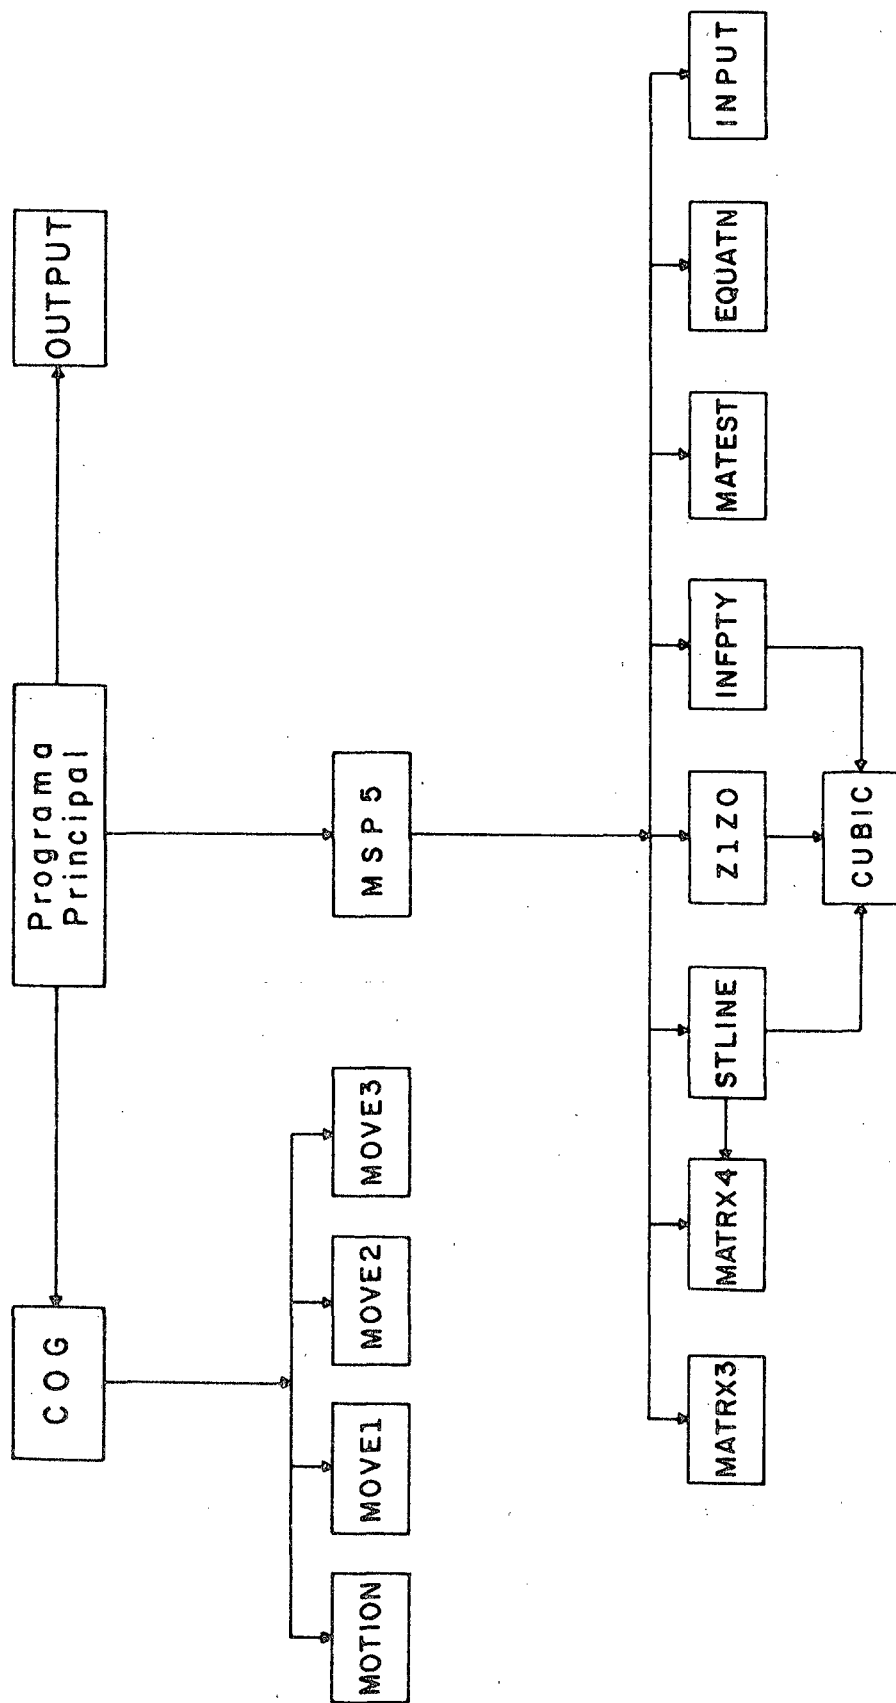 COG
Programa
Principal
OUTPUT
MOTION
MOVE1
MOVE2
MOVE3
MSP5
MATRX3
MATRX4
STLINE
Z1Z0
INFPTY
MATEST
EQUATN
INPUT
CUBIC